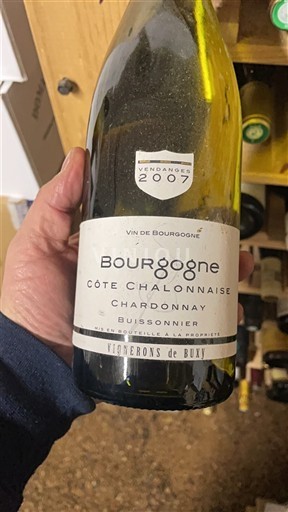 VENDANGES
2007
VIN DE BOURGOGNE
BOURGOGNE
CÔTE CHALONNAISE
CHARDONNAY
BUISSONNIER
MIS EN BOUTEILLE À LA PROPRIÉTÉ
VIGNERONS de BUXY